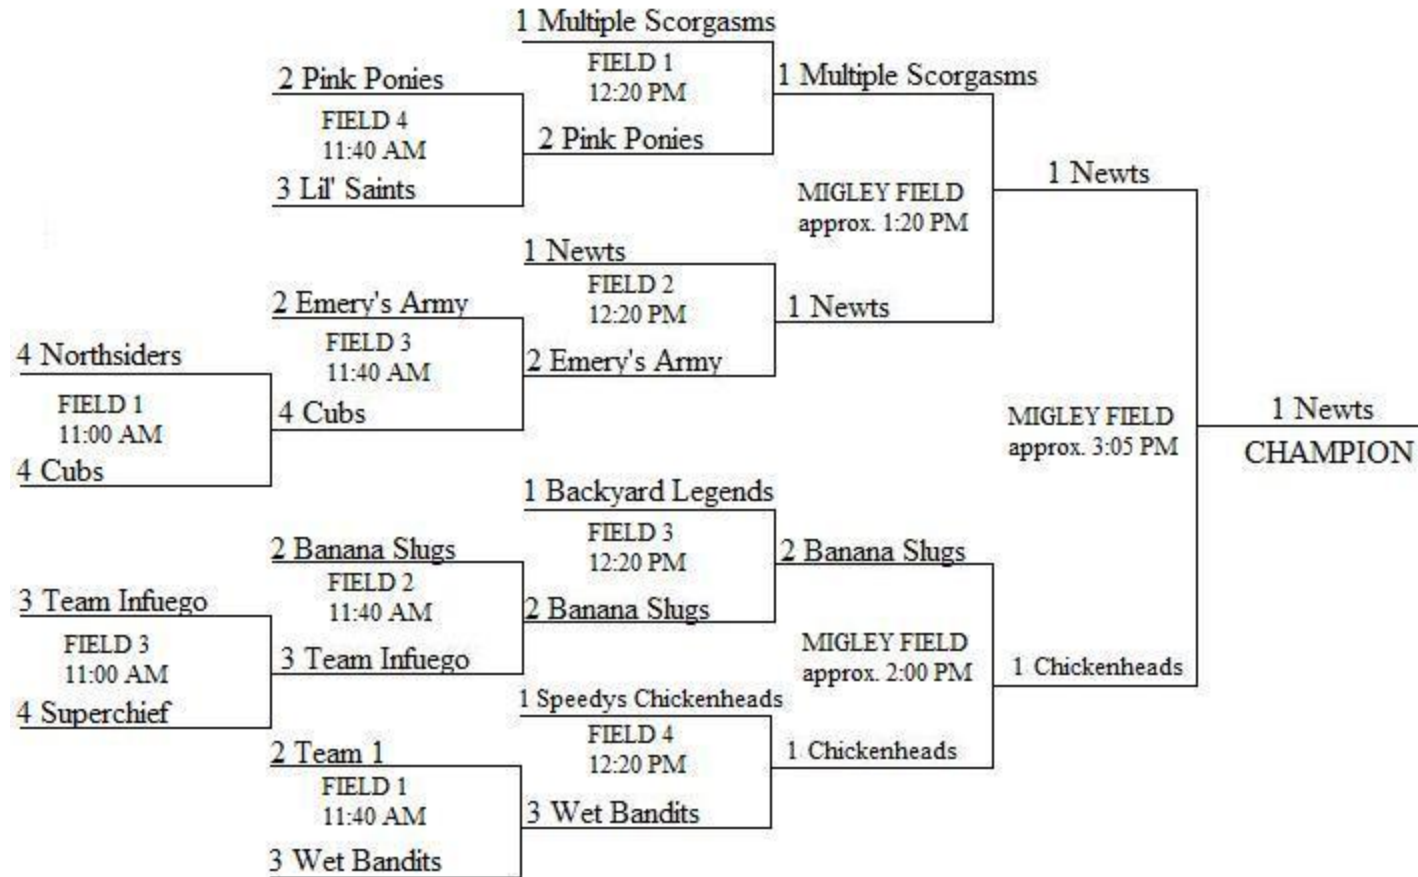 1 Multiple Scorgasms
FIELD 1
12:20 PM
2 Pink Ponies
1 Multiple Scorgasms
FIELD 4
11:40 AM
2 Pink Ponies
3 Lil' Saints
MIGLEY FIELD
approx. 1:20 PM
1 Newts
1 Newts
FIELD 2
12:20 PM
2 Emery's Army
1 Newts
4 Northsiders
FIELD 3
11:40 AM
2 Emery's Army
FIELD 1
11:00 AM
4 Cubs
4 Cubs
MIGLEY FIELD
approx. 3:05 PM
1 Newts
CHAMPION
1 Backyard Legends
FIELD 3
12:20 PM
2 Banana Slugs
2 Banana Slugs
FIELD 2
11:40 AM
3 Team Infuego
2 Banana Slugs
FIELD 3
11:00 AM
3 Team Infuego
MIGLEY FIELD
approx. 2:00 PM
1 Chickenheads
4 Superchief
1 Speedys Chickenheads
FIELD 4
12:20 PM
2 Team 1
1 Chickenheads
FIELD 1
11:40 AM
3 Wet Bandits
3 Wet Bandits